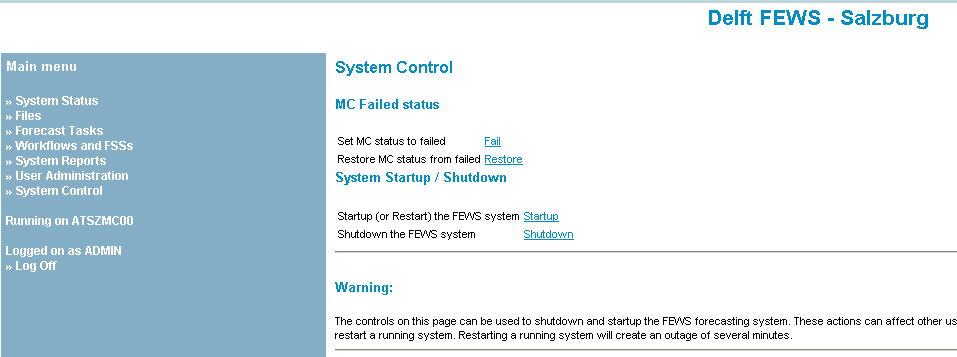 Delft FEWS - Salzburg
Main menu
» System Status
» Files
» Forecast Tasks
» Workflows and FSSs
» System Reports
» User Administration
» System Control
Running on ATSZMC00
Logged on as ADMIN
» Log Off
System Control
MC Failed status
Set MC status to failed Fail
Restore MC status from failed Restore
System Startup / Shutdown
Startup (or Restart) the FEWS system Startup
Shutdown the FEWS system Shutdown
Warning:
The controls on this page can be used to shutdown and startup the FEWS forecasting system. These actions can affect other us
restart a running system. Restarting a running system will create an outage of several minutes.